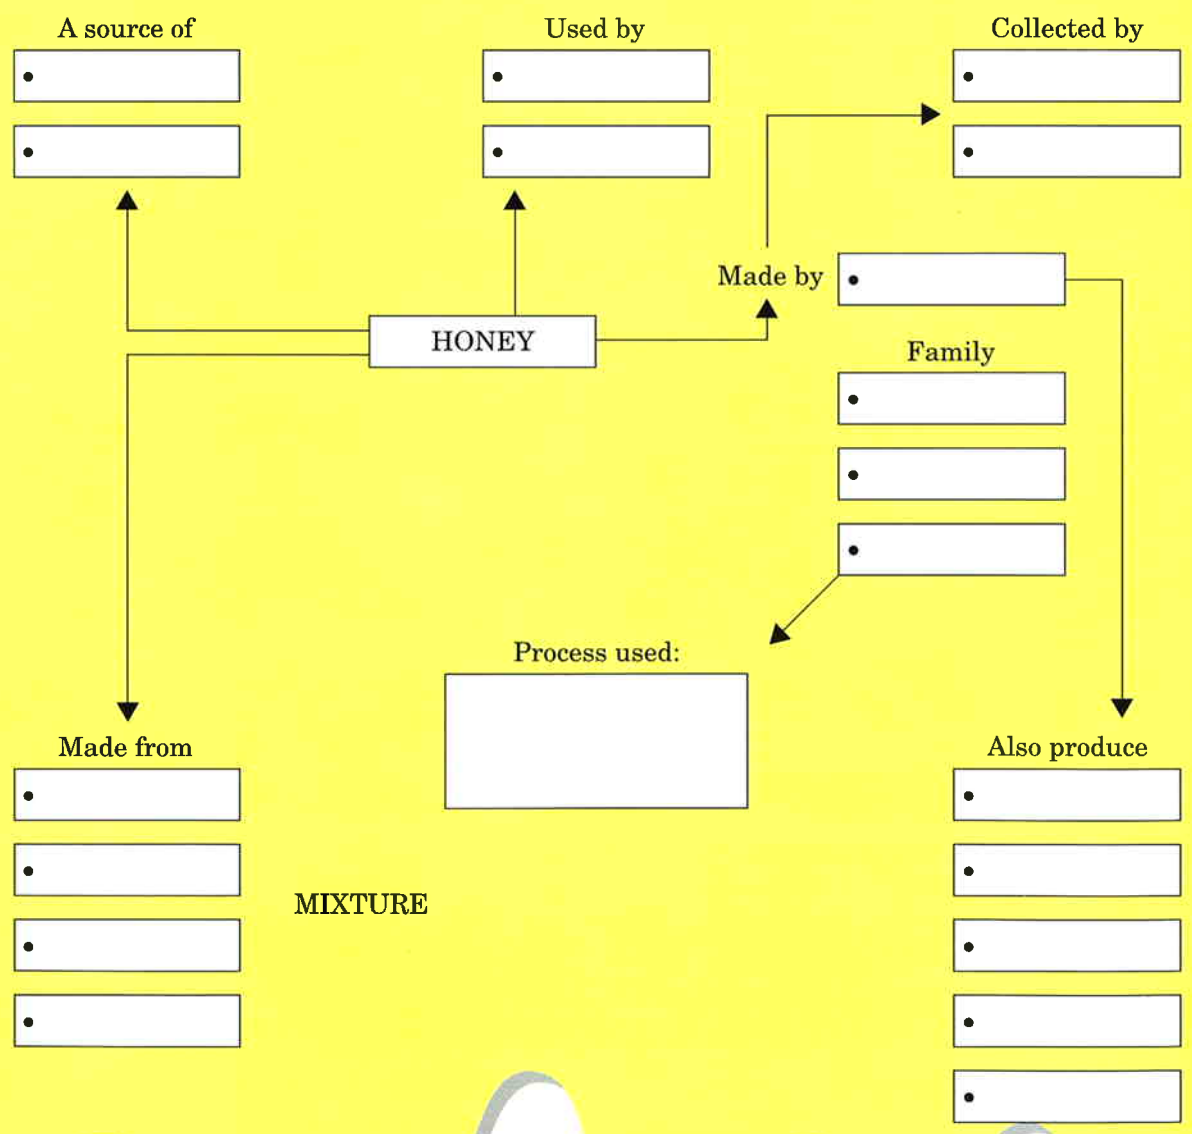 A source of
Used by
Collected by
•
•
•
•
•
•
Made by
•
HONEY
Family
•
•
•
Process used:
Made from
Also produce
•
•
•
•
MIXTURE
•
•
•
•
•